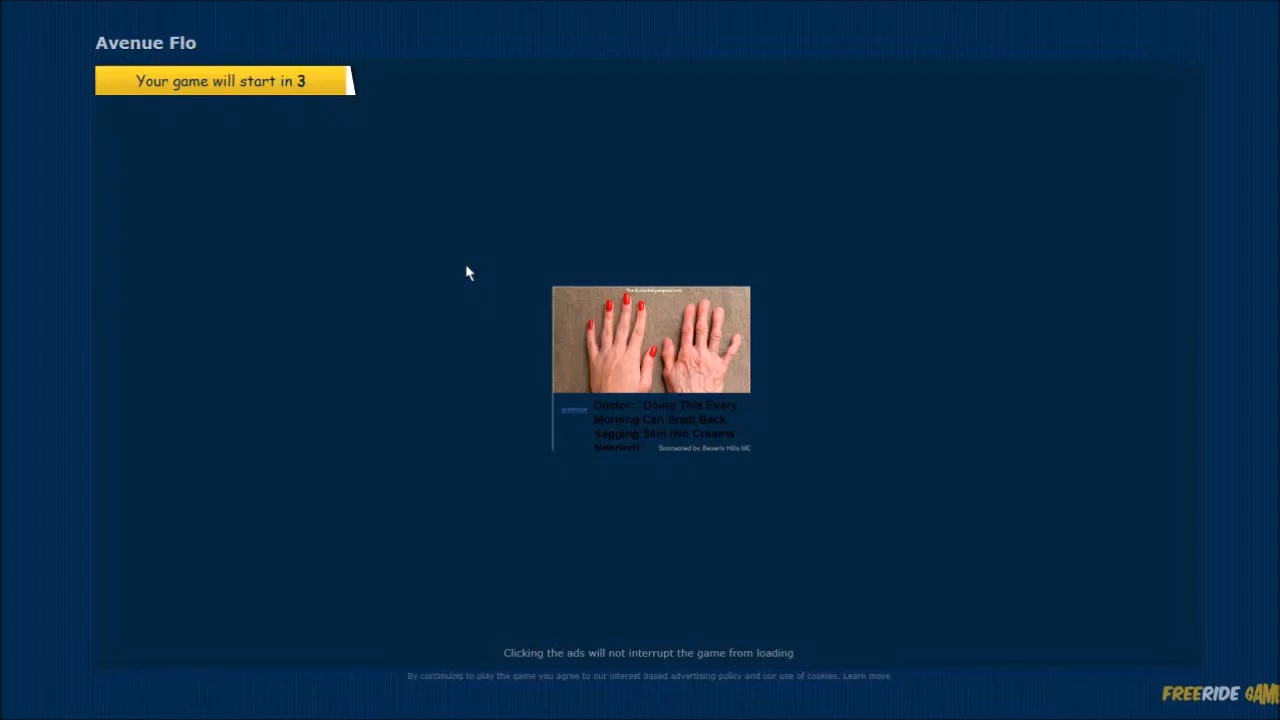 Avenue Flo
Your game will start in 3
Doctor: "Doing This Every
Morning Can Snap Back
Sagging Skin (No Creams
Sponsored by Beverly Hills MC
Clicking the ads will not interrupt the game from loading
By continuing to play the game you agree to our interest based advertising policy and our use of cookies. Learn more
FREERIDE GAM